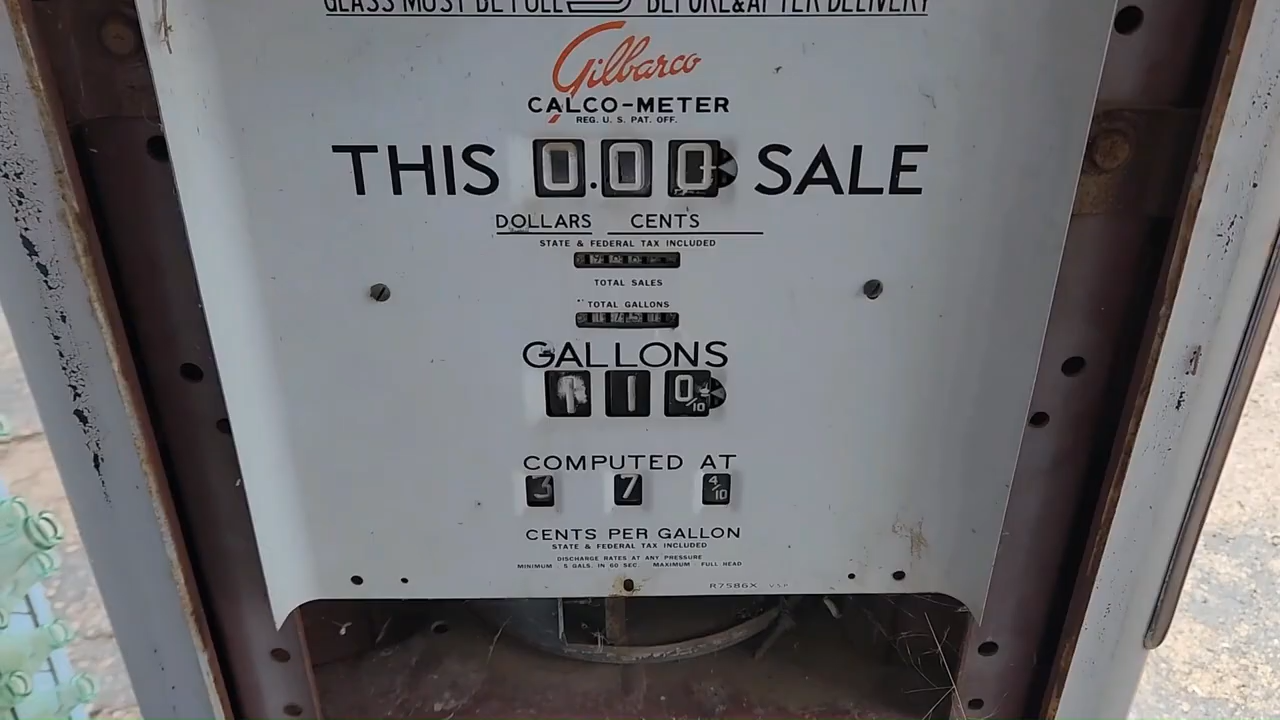 GLASS MUST BE FULL BEFORE & AFTER DELIVERY
Gilbarco
CALCO-METER
REG. U. S. PAT. OFF.
THIS 0.00 SALE
DOLLARS CENTS
STATE & FEDERAL TAX INCLUDED
TOTAL SALES
TOTAL GALLONS
GALLONS
1 0/10
COMPUTED AT
3 7 4/10
CENTS PER GALLON
STATE & FEDERAL TAX INCLUDED
DISCHARGE RATES AT ANY PRESSURE
MINIMUM 5 GALS. IN 60 SEC. MAXIMUM FULL HEAD
R7586X